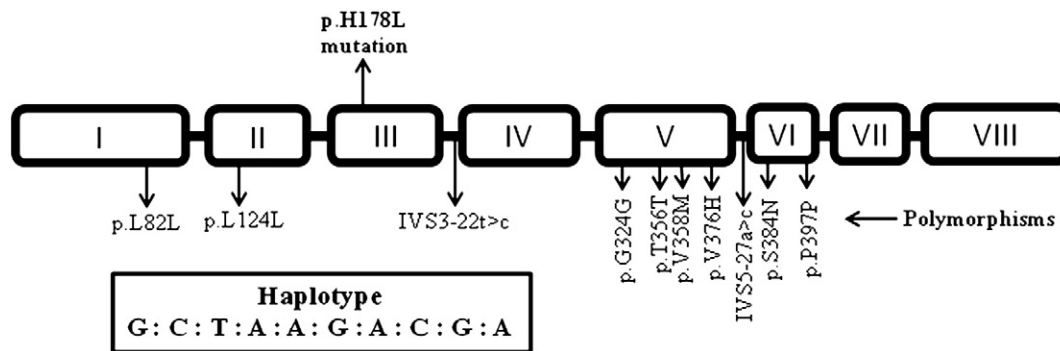 p.H178L
mutation
I II III IV V VI VII VIII
p.L82L
p.L124L
IVS3-22t>c
p.G324G
p.T356T
p.V358M
p.V376H
IVS5-27a>c
p.S384N
p.P397P
Polymorphisms
Haplotype
G : C : T : A : A : G : A : C : G : A